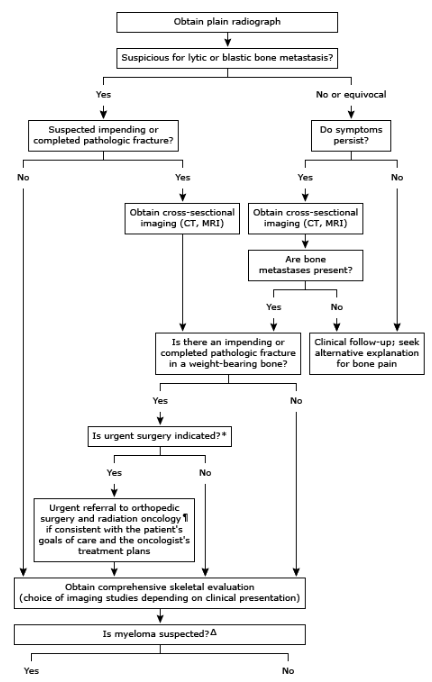 Obtain plain radiograph
Suspicious for lytic or blastic bone metastasis?
Yes
No or equivocal
Suspected impending or
completed pathologic fracture?
Do symptoms
persist?
No
Yes
Yes
No
Obtain cross-sesctional
imaging (CT, MRI)
Obtain cross-sesctional
imaging (CT, MRI)
Are bone
metastases present?
Yes
No
Is there an impending or
completed pathologic fracture
in a weight-bearing bone?
Clinical follow-up; seek
alternative explanation
for bone pain
Yes
No
Is urgent surgery indicated?*
Yes
No
Urgent referral to orthopedic
surgery and radiation oncology¶
if consistent with the patient's
goals of care and the oncologist's
treatment plans
Obtain comprehensive skeletal evaluation
(choice of imaging studies depending on clinical presentation)
Is myeloma suspected?Δ
Yes
No